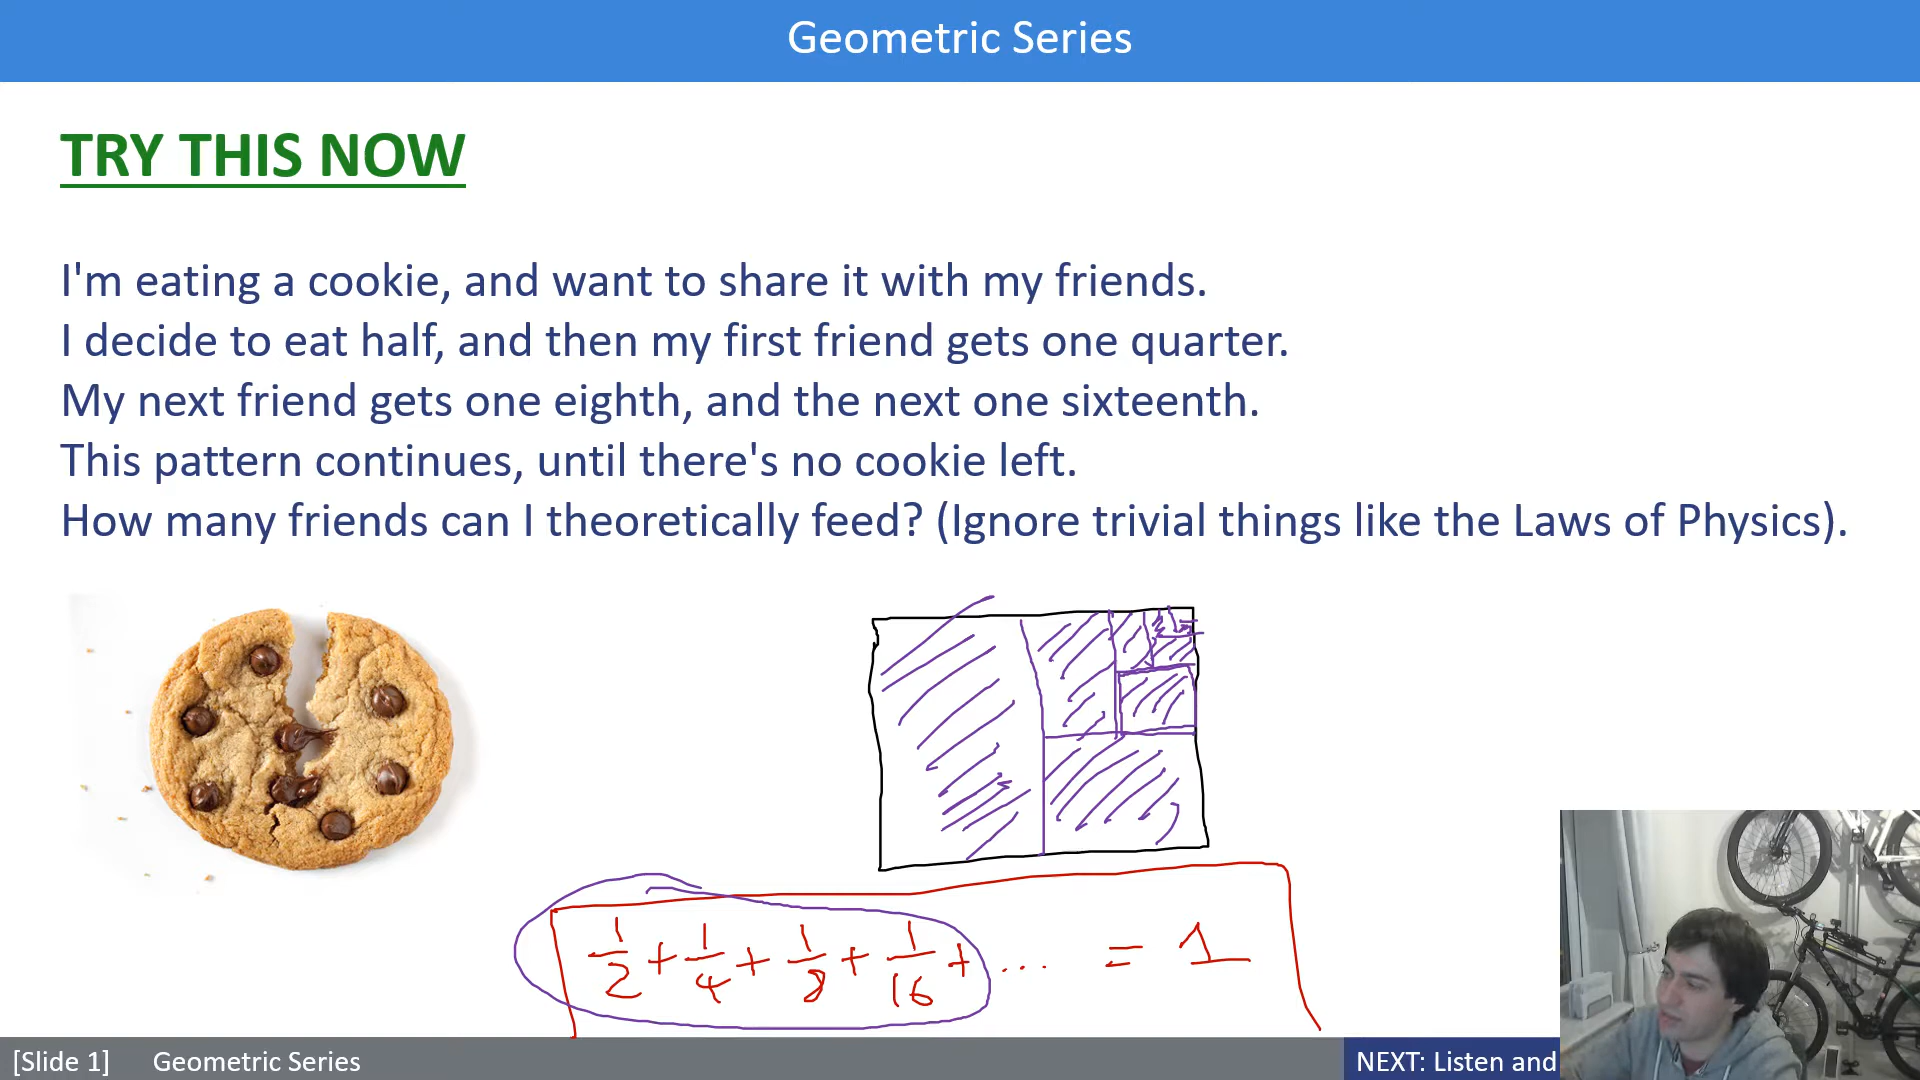 Geometric Series
TRY THIS NOW
I'm eating a cookie, and want to share it with my friends.
I decide to eat half, and then my first friend gets one quarter.
My next friend gets one eighth, and the next one sixteenth.
This pattern continues, until there's no cookie left.
How many friends can I theoretically feed? (Ignore trivial things like the Laws of Physics).
1/2 + 1/4 + 1/8 + 1/16 + ... = 1
[Slide 1] Geometric Series NEXT: Listen and